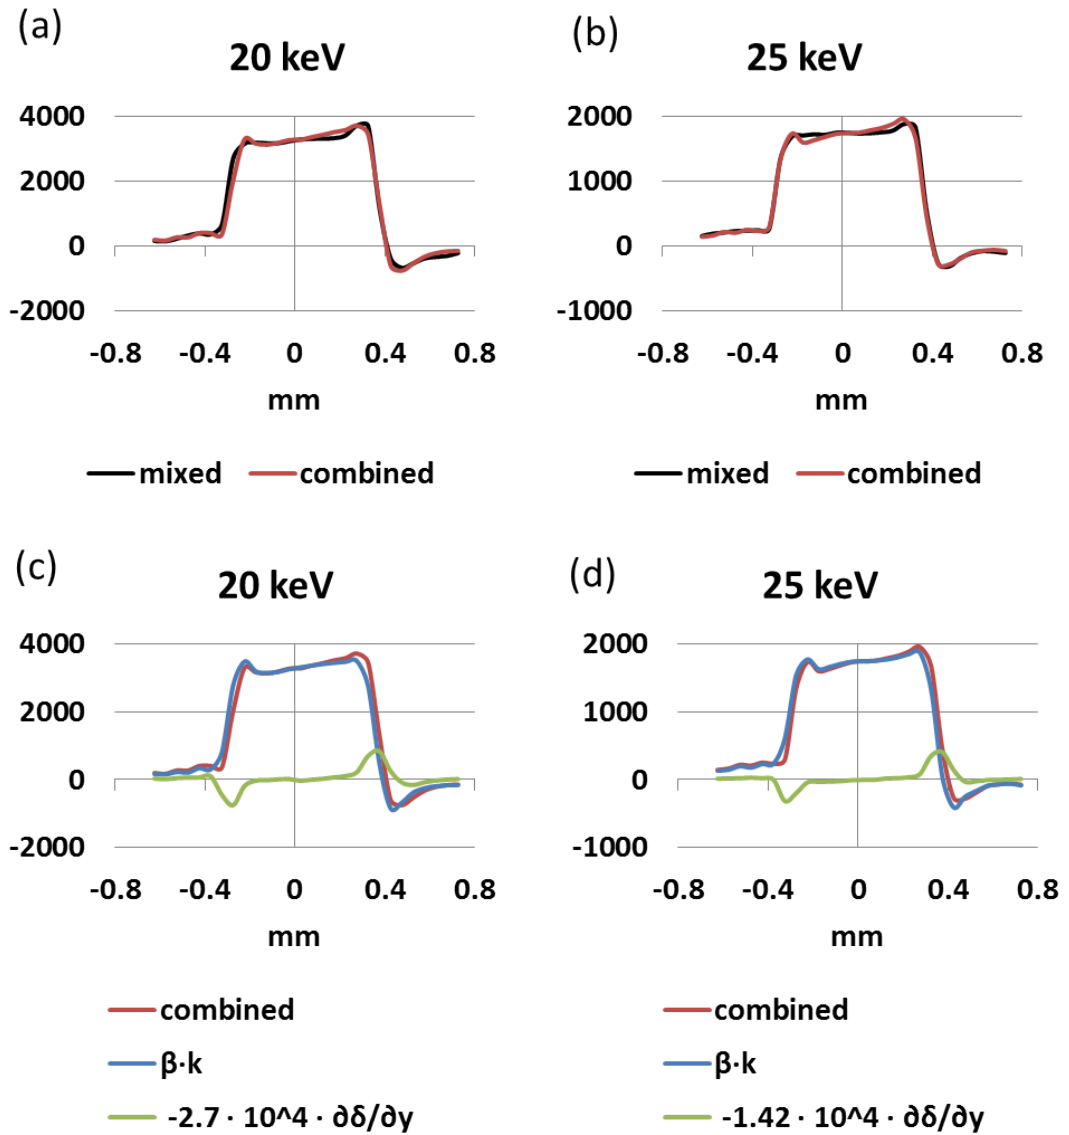 (a)
20 keV
4000
2000
0
-2000
-0.8 -0.4 0 0.4 0.8
mm
mixed combined
(b)
25 keV
2000
1000
0
-1000
-0.8 -0.4 0 0.4 0.8
mm
mixed combined
(c)
20 keV
4000
2000
0
-2000
-0.8 -0.4 0 0.4 0.8
mm
combined
β·k
-2.7 · 10^4 · ∂δ/∂y
(d)
25 keV
2000
1000
0
-1000
-0.8 -0.4 0 0.4 0.8
mm
combined
β·k
-1.42 · 10^4 · ∂δ/∂y